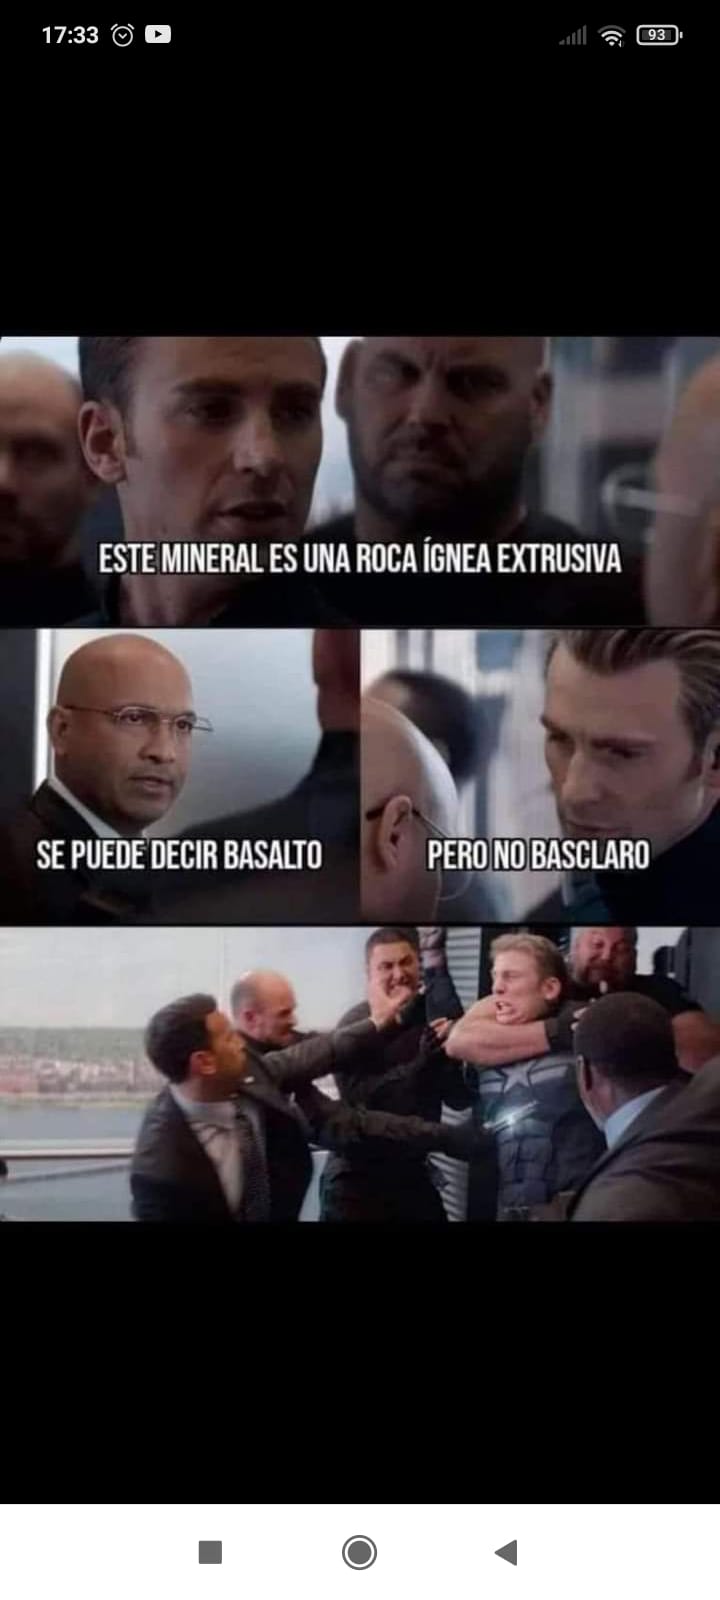 17:33
93
ESTE MINERAL ES UNA ROCA ÍGNEA EXTRUSIVA
SE PUEDE DECIR BASALTO
PERO NO BASCLARO